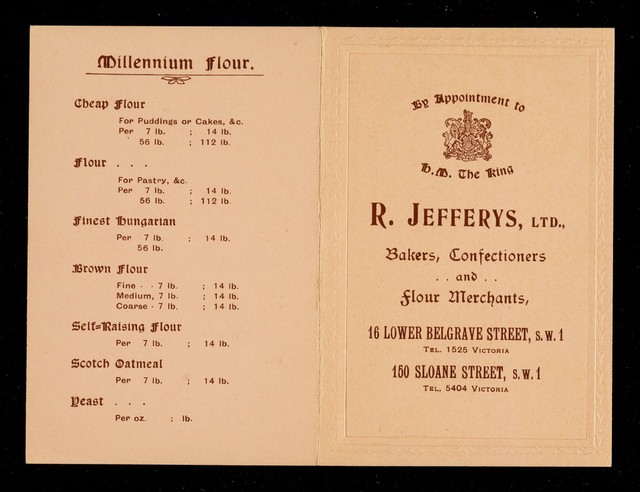 Millennium Flour.
Cheap Flour
For Puddings or Cakes, &c.
Per 7 lb. ; 14 lb.
56 lb. ; 112 lb.
Flour . . .
For Pastry, &c.
Per 7 lb. ; 14 lb.
56 lb. ; 112 lb.
Finest Hungarian
Per 7 lb. ; 14 lb.
56 lb.
Brown Flour
Fine - - 7 lb. ; 14 lb.
Medium, 7 lb. ; 14 lb.
Coarse - 7 lb. ; 14 lb.
Self-Raising Flour
Per 7 lb. ; 14 lb.
Scotch Oatmeal
Per 7 lb. ; 14 lb.
Yeast . . .
Per oz. ; lb.
By Appointment to
H.M. The King
R. JEFFERYS, LTD.,
Bakers, Confectioners
. . and . .
Flour Merchants,
16 LOWER BELGRAVE STREET, S.W.1
TEL. 1525 VICTORIA
150 SLOANE STREET, S.W.1
TEL. 5404 VICTORIA